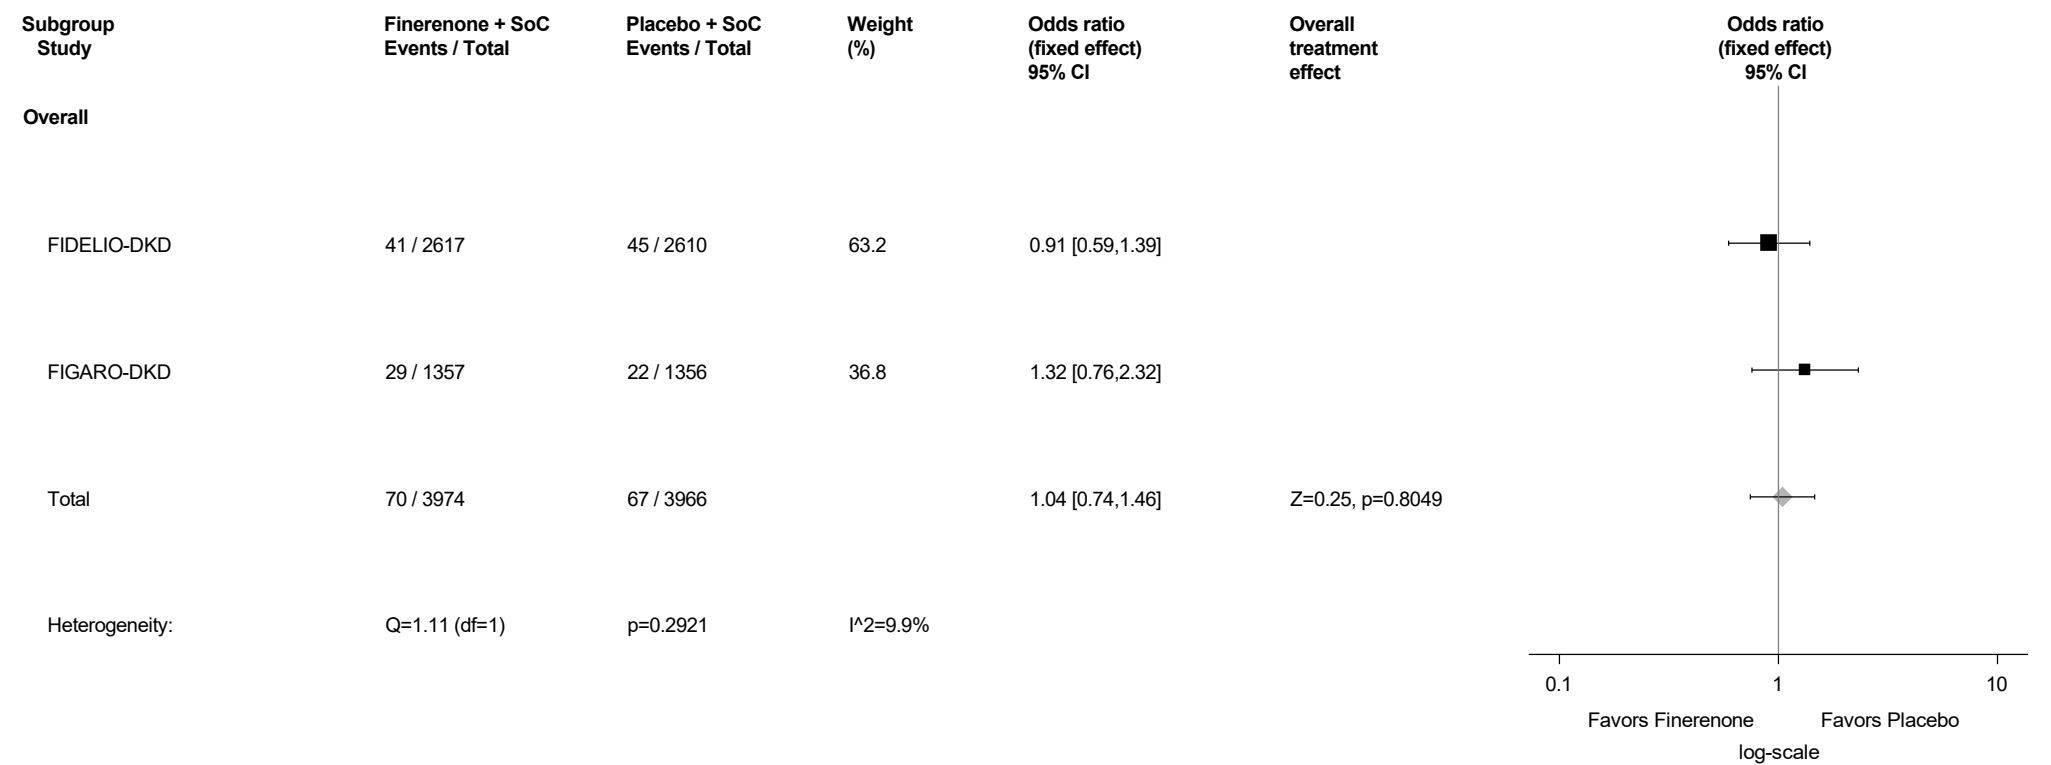 Subgroup Finerenone + SoC Placebo + SoC Weight Odds ratio Overall Odds ratio
Study Events / Total Events / Total (%) (fixed effect) treatment (fixed effect)
95% CI effect 95% CI
Overall
FIDELIO-DKD 41 / 2617 45 / 2610 63.2 0.91 [0.59,1.39]
FIGARO-DKD 29 / 1357 22 / 1356 36.8 1.32 [0.76,2.32]
Total 70 / 3974 67 / 3966 1.04 [0.74,1.46] Z=0.25, p=0.8049
Heterogeneity: Q=1.11 (df=1) p=0.2921 I^2=9.9%
0.1 1 10
Favors Finerenone Favors Placebo
log-scale